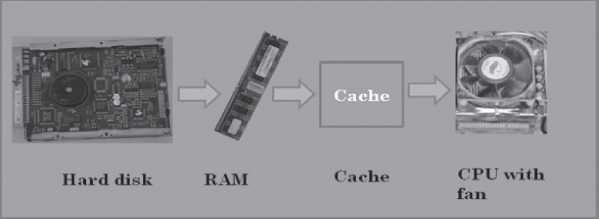 Cache
Hard disk
RAM
Cache
CPU with
fan